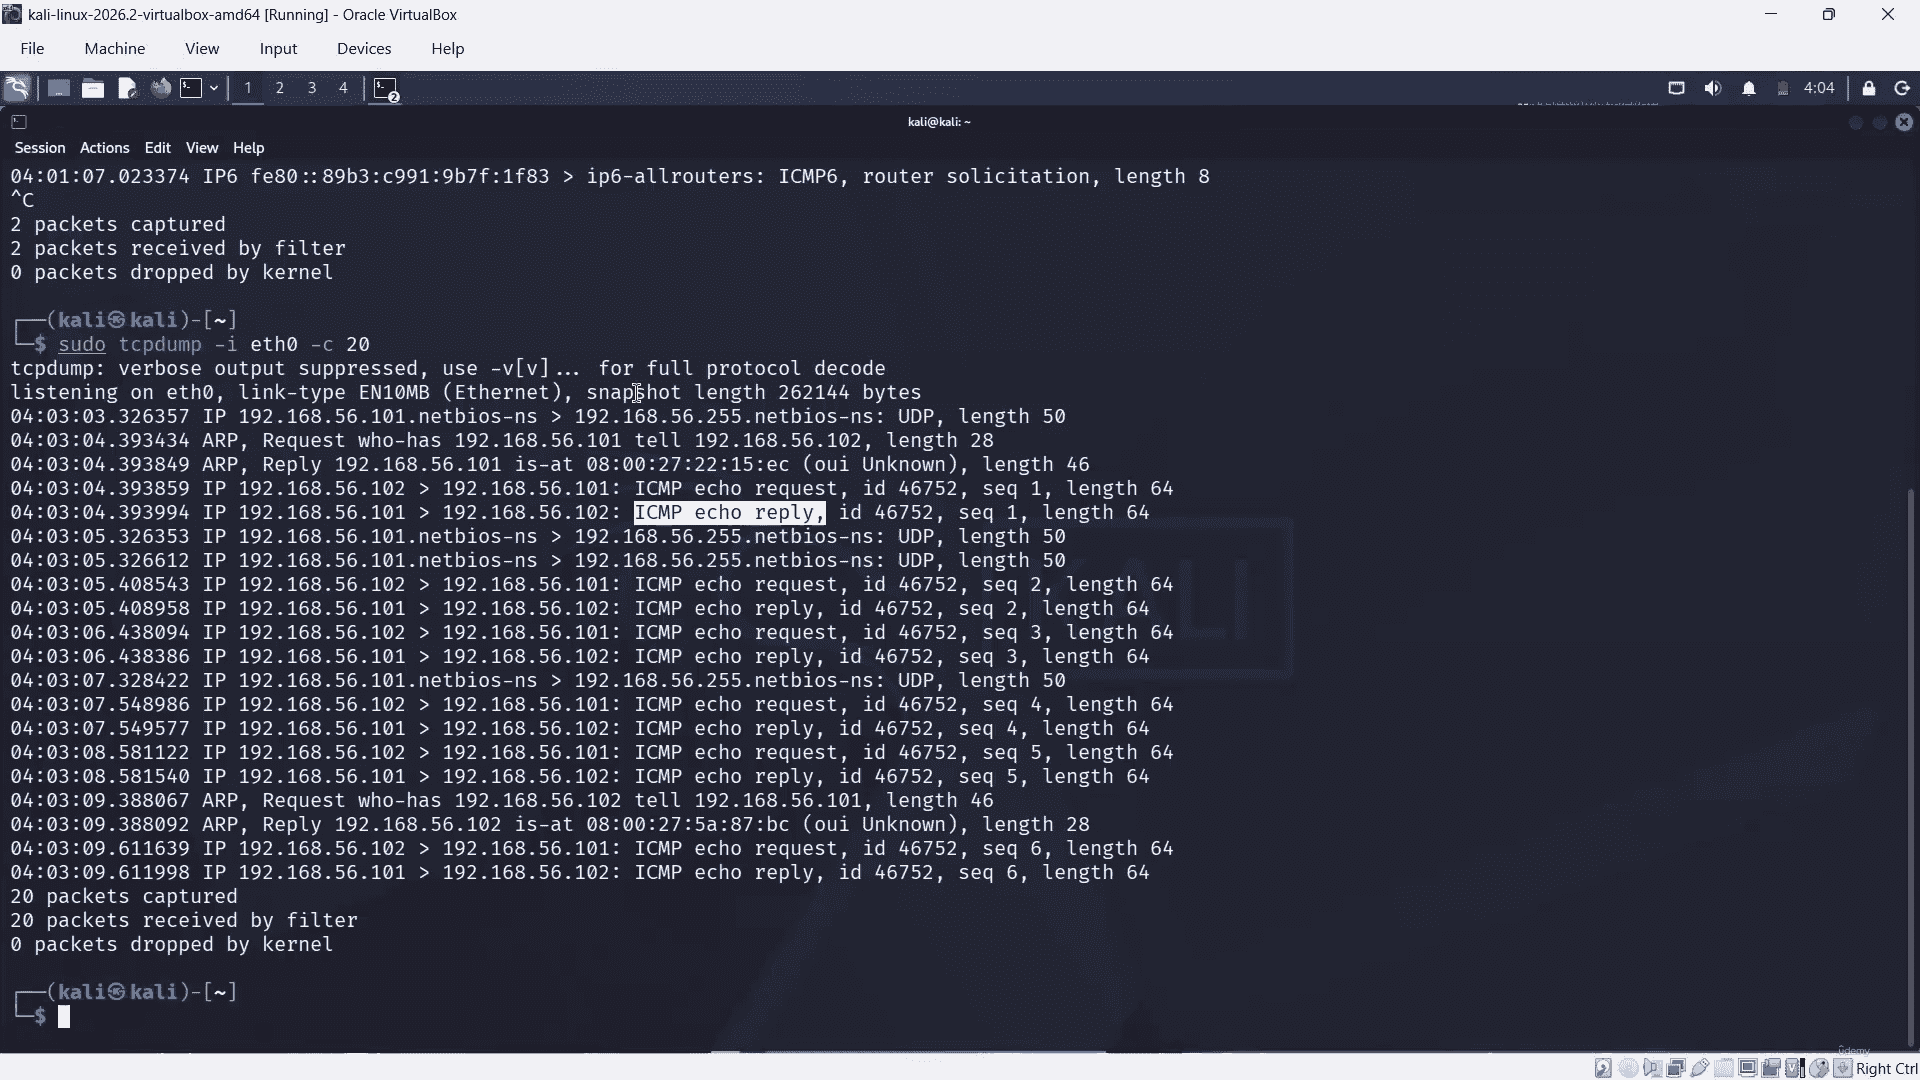 kali-linux-2026.2-virtualbox-amd64 [Running] - Oracle VirtualBox
File Machine View Input Devices Help
1 2 3 4 2 4:04
kali@kali: ~
Session Actions Edit View Help
04:01:07.023374 IP6 fe80::89b3:c991:9b7f:1f83 > ip6-allrouters: ICMP6, router solicitation, length 8
^C
2 packets captured
2 packets received by filter
0 packets dropped by kernel
┌──(kali㉿kali)-[~]
└─$ sudo tcpdump -i eth0 -c 20
tcpdump: verbose output suppressed, use -v[v]... for full protocol decode
listening on eth0, link-type EN10MB (Ethernet), snapshot length 262144 bytes
04:03:03.326357 IP 192.168.56.101.netbios-ns > 192.168.56.255.netbios-ns: UDP, length 50
04:03:04.393434 ARP, Request who-has 192.168.56.101 tell 192.168.56.102, length 28
04:03:04.393849 ARP, Reply 192.168.56.101 is-at 08:00:27:22:15:ec (oui Unknown), length 46
04:03:04.393859 IP 192.168.56.102 > 192.168.56.101: ICMP echo request, id 46752, seq 1, length 64
04:03:04.393994 IP 192.168.56.101 > 192.168.56.102: ICMP echo reply, id 46752, seq 1, length 64
04:03:05.326353 IP 192.168.56.101.netbios-ns > 192.168.56.255.netbios-ns: UDP, length 50
04:03:05.326612 IP 192.168.56.101.netbios-ns > 192.168.56.255.netbios-ns: UDP, length 50
04:03:05.408543 IP 192.168.56.102 > 192.168.56.101: ICMP echo request, id 46752, seq 2, length 64
04:03:05.408958 IP 192.168.56.101 > 192.168.56.102: ICMP echo reply, id 46752, seq 2, length 64
04:03:06.438094 IP 192.168.56.102 > 192.168.56.101: ICMP echo request, id 46752, seq 3, length 64
04:03:06.438386 IP 192.168.56.101 > 192.168.56.102: ICMP echo reply, id 46752, seq 3, length 64
04:03:07.328422 IP 192.168.56.101.netbios-ns > 192.168.56.255.netbios-ns: UDP, length 50
04:03:07.548986 IP 192.168.56.102 > 192.168.56.101: ICMP echo request, id 46752, seq 4, length 64
04:03:07.549577 IP 192.168.56.101 > 192.168.56.102: ICMP echo reply, id 46752, seq 4, length 64
04:03:08.581122 IP 192.168.56.102 > 192.168.56.101: ICMP echo request, id 46752, seq 5, length 64
04:03:08.581540 IP 192.168.56.101 > 192.168.56.102: ICMP echo reply, id 46752, seq 5, length 64
04:03:09.388067 ARP, Request who-has 192.168.56.102 tell 192.168.56.101, length 46
04:03:09.388092 ARP, Reply 192.168.56.102 is-at 08:00:27:5a:87:bc (oui Unknown), length 28
04:03:09.611639 IP 192.168.56.102 > 192.168.56.101: ICMP echo request, id 46752, seq 6, length 64
04:03:09.611998 IP 192.168.56.101 > 192.168.56.102: ICMP echo reply, id 46752, seq 6, length 64
20 packets captured
20 packets received by filter
0 packets dropped by kernel
┌──(kali㉿kali)-[~]
└─$
KALI
udemy
Right Ctrl